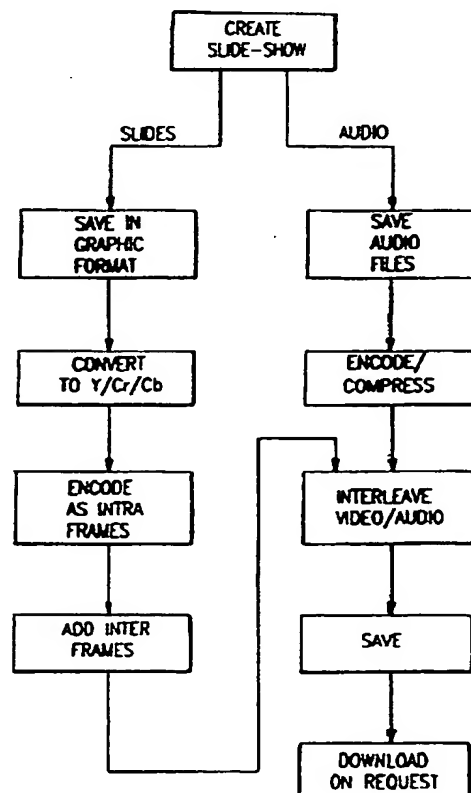 CREATE
SLIDE-SHOW
SLIDES
AUDIO
SAVE IN
GRAPHIC
FORMAT
SAVE
AUDIO
FILES
CONVERT
TO Y/Cr/Cb
ENCODE/
COMPRESS
ENCODE
AS INTRA
FRAMES
INTERLEAVE
VIDEO/AUDIO
ADD INTER
FRAMES
SAVE
DOWNLOAD
ON REQUEST